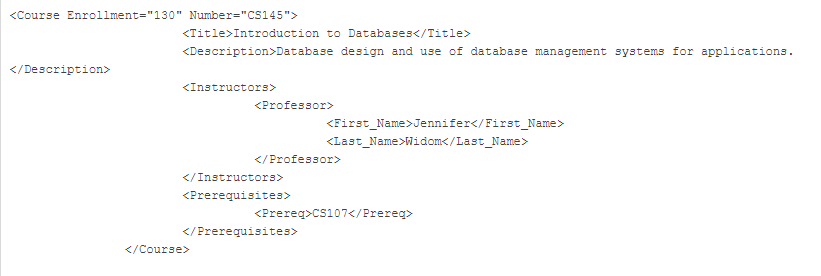 <Course Enrollment="130" Number="CS145">
<Title>Introduction to Databases</Title>
<Description>Database design and use of database management systems for applications.
</Description>
<Instructors>
<Professor>
<First_Name>Jennifer</First_Name>
<Last_Name>Widom</Last_Name>
</Professor>
</Instructors>
<Prerequisites>
<Prereq>CS107</Prereq>
</Prerequisites>
</Course>